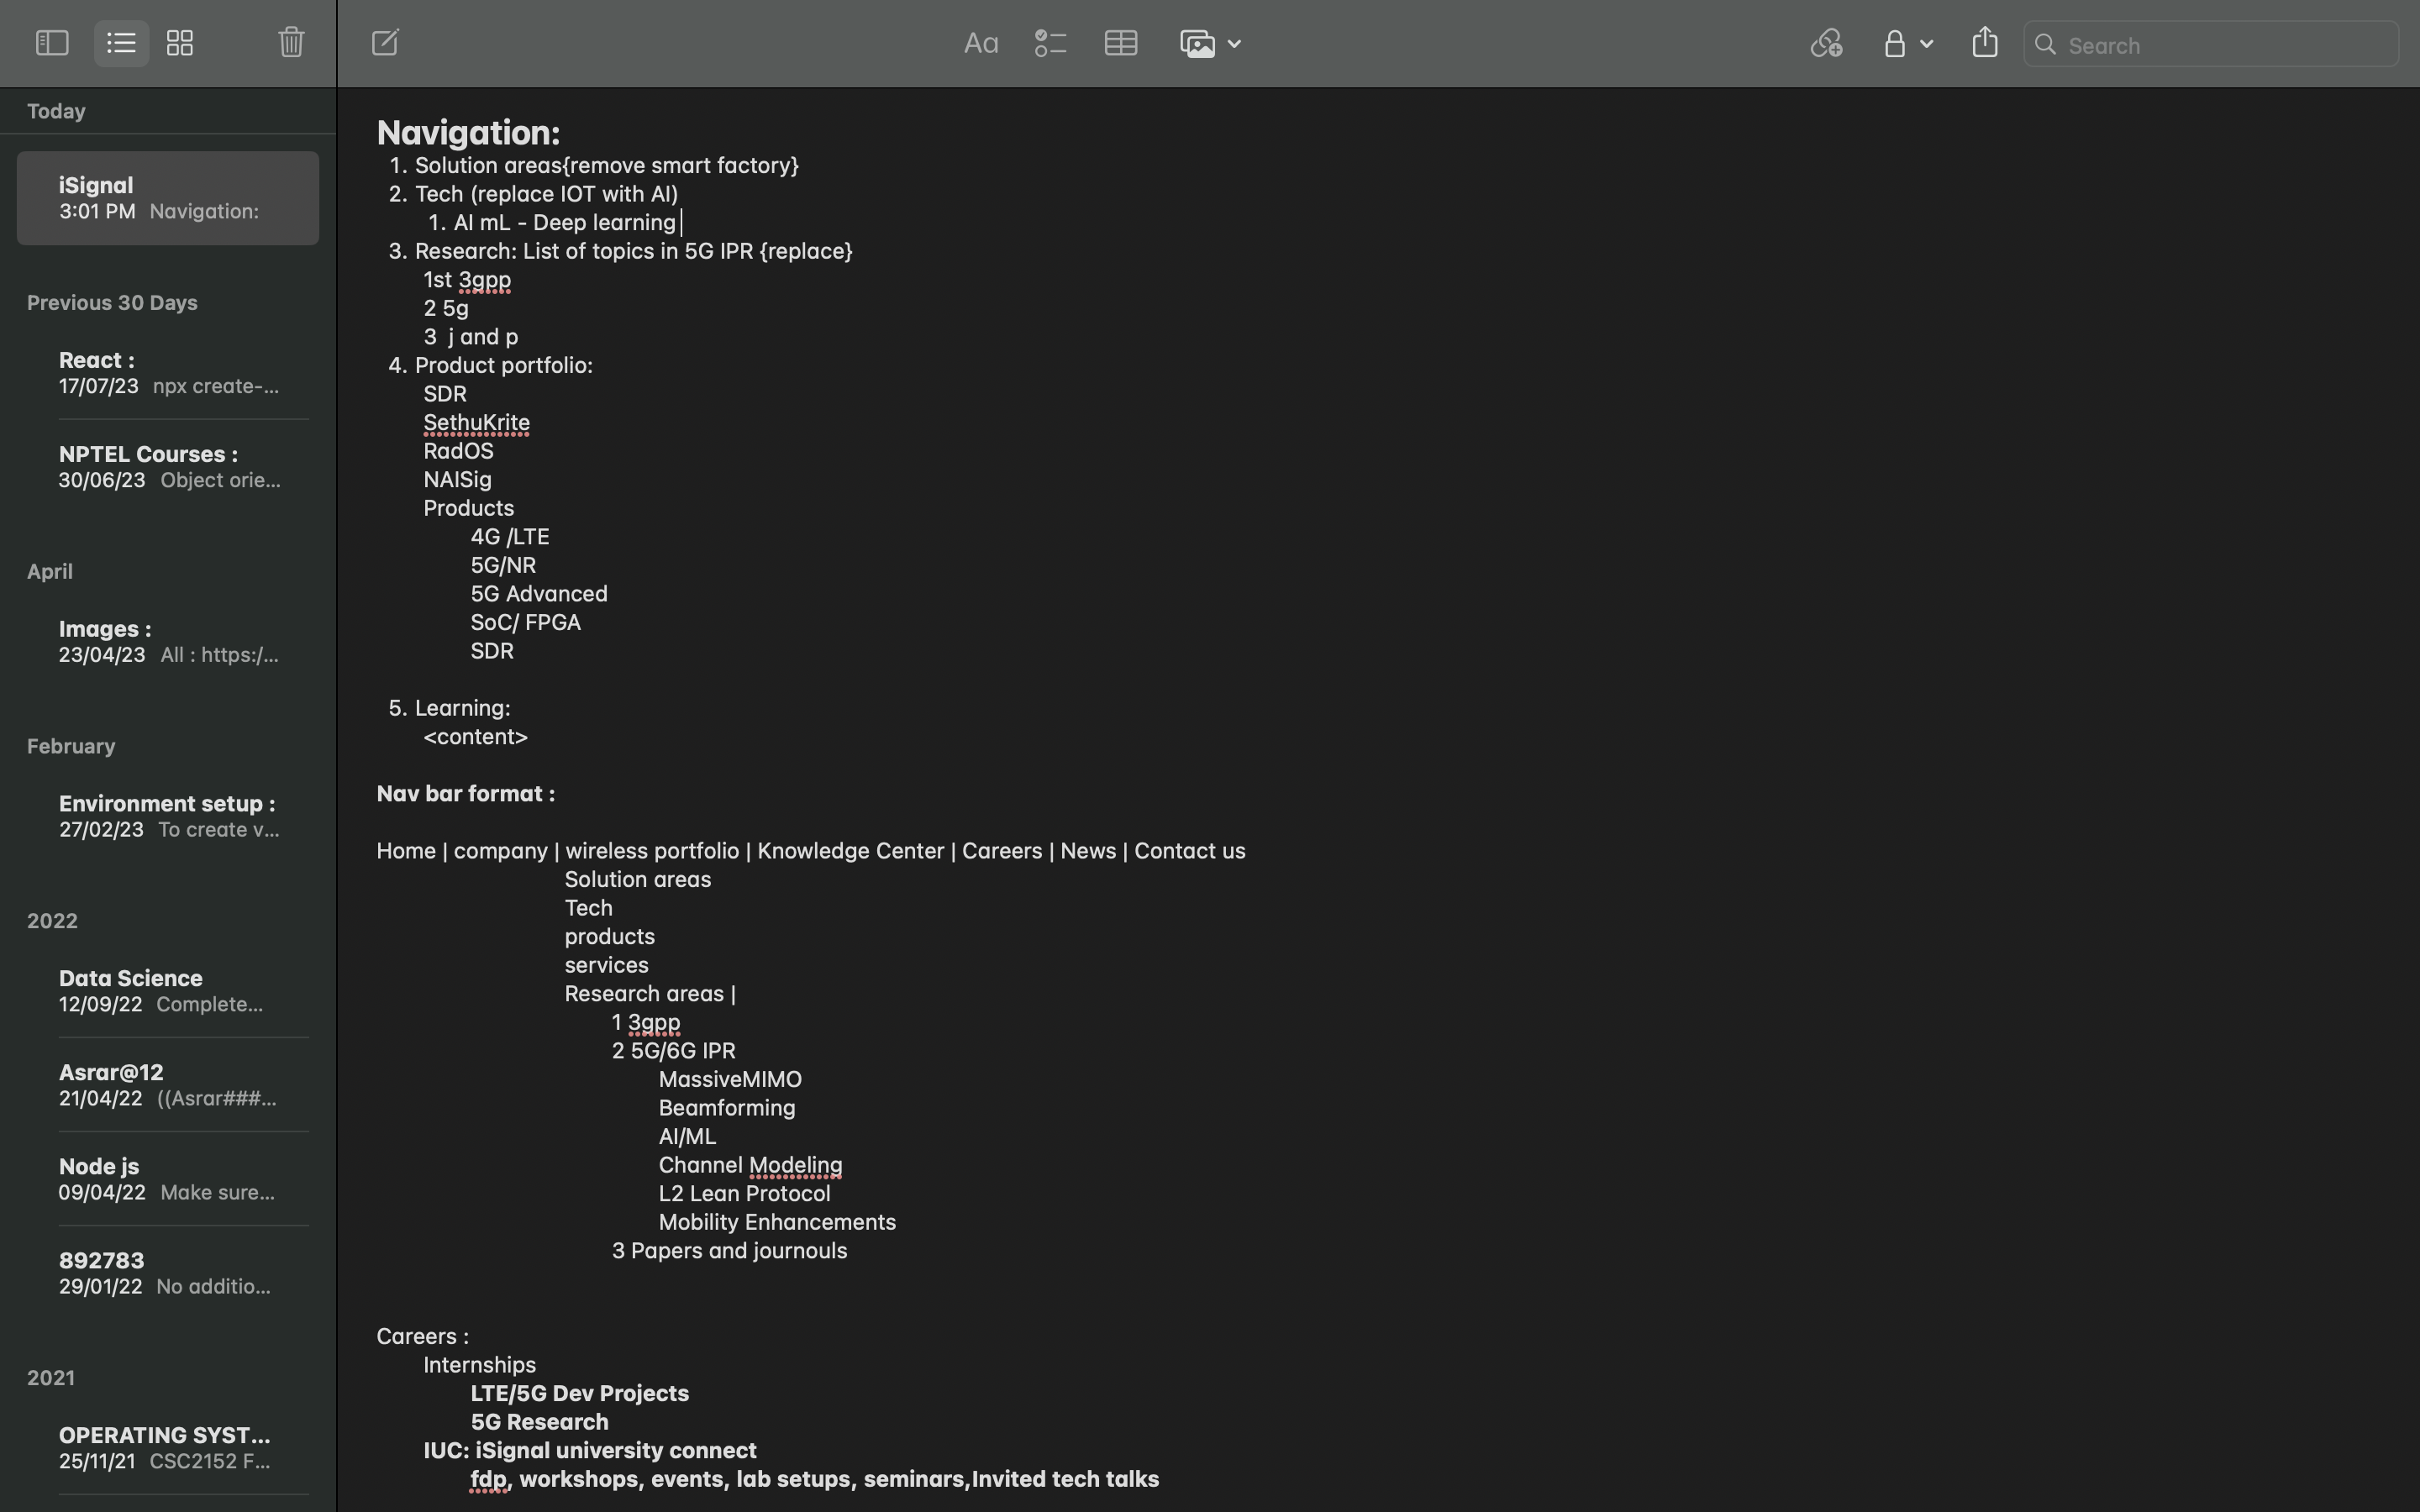 Search
Today
iSignal
3:01 PM Navigation:
Previous 30 Days
React :
17/07/23 npx create-...
NPTEL Courses :
30/06/23 Object orie...
April
Images :
23/04/23 All : https:/...
February
Environment setup :
27/02/23 To create v...
2022
Data Science
12/09/22 Complete...
Asrar@12
21/04/22 ((Asrar###...
Node js
09/04/22 Make sure...
892783
29/01/22 No additio...
2021
OPERATING SYST...
25/11/21 CSC2152 F...
Aa
Navigation:
1. Solution areas{remove smart factory}
2. Tech (replace IOT with AI)
1. AI mL - Deep learning
3. Research: List of topics in 5G IPR {replace}
1st 3gpp
2 5g
3 j and p
4. Product portfolio:
SDR
SethuKrite
RadOS
NAISig
Products
4G /LTE
5G/NR
5G Advanced
SoC/ FPGA
SDR
5. Learning:
<content>
Nav bar format :
Home | company | wireless portfolio | Knowledge Center | Careers | News | Contact us
Solution areas
Tech
products
services
Research areas |
1 3gpp
2 5G/6G IPR
MassiveMIMO
Beamforming
AI/ML
Channel Modeling
L2 Lean Protocol
Mobility Enhancements
3 Papers and journouls
Careers :
Internships
LTE/5G Dev Projects
5G Research
IUC: iSignal university connect
fdp, workshops, events, lab setups, seminars,Invited tech talks